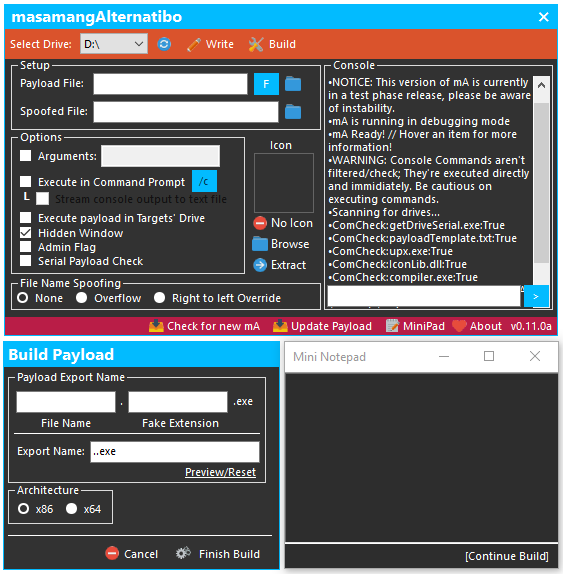 masamangAlternatibo
Select Drive: D:\ Write Build
Setup
Payload File: F
Spoofed File:
Options
Arguments:
Execute in Command Prompt /c
Stream console output to text file
Execute payload in Targets' Drive
Hidden Window
Admin Flag
Serial Payload Check
Icon
No Icon
Browse
Extract
File Name Spoofing
None Overflow Right to left Override
Console
•NOTICE: This version of mA is currently
in a test phase release, please be aware
of instability.
•mA is running in debugging mode
•mA Ready! // Hover an item for more
information!
•WARNING: Console Commands aren't
filtered/check; They're executed directly
and immidiately. Be cautious on
executing commands.
•Scanning for drives...
•ComCheck:getDriveSerial.exe:True
•ComCheck:payloadTemplate.txt:True
•ComCheck:upx.exe:True
•ComCheck:IconLib.dll:True
•ComCheck:compiler.exe:True
>
Check for new mA Update Payload MiniPad About v0.11.0a
Build Payload
Payload Export Name
. .exe
File Name Fake Extension
Export Name: ..exe
Preview/Reset
Architecture
x86 x64
Cancel Finish Build
Mini Notepad
[Continue Build]